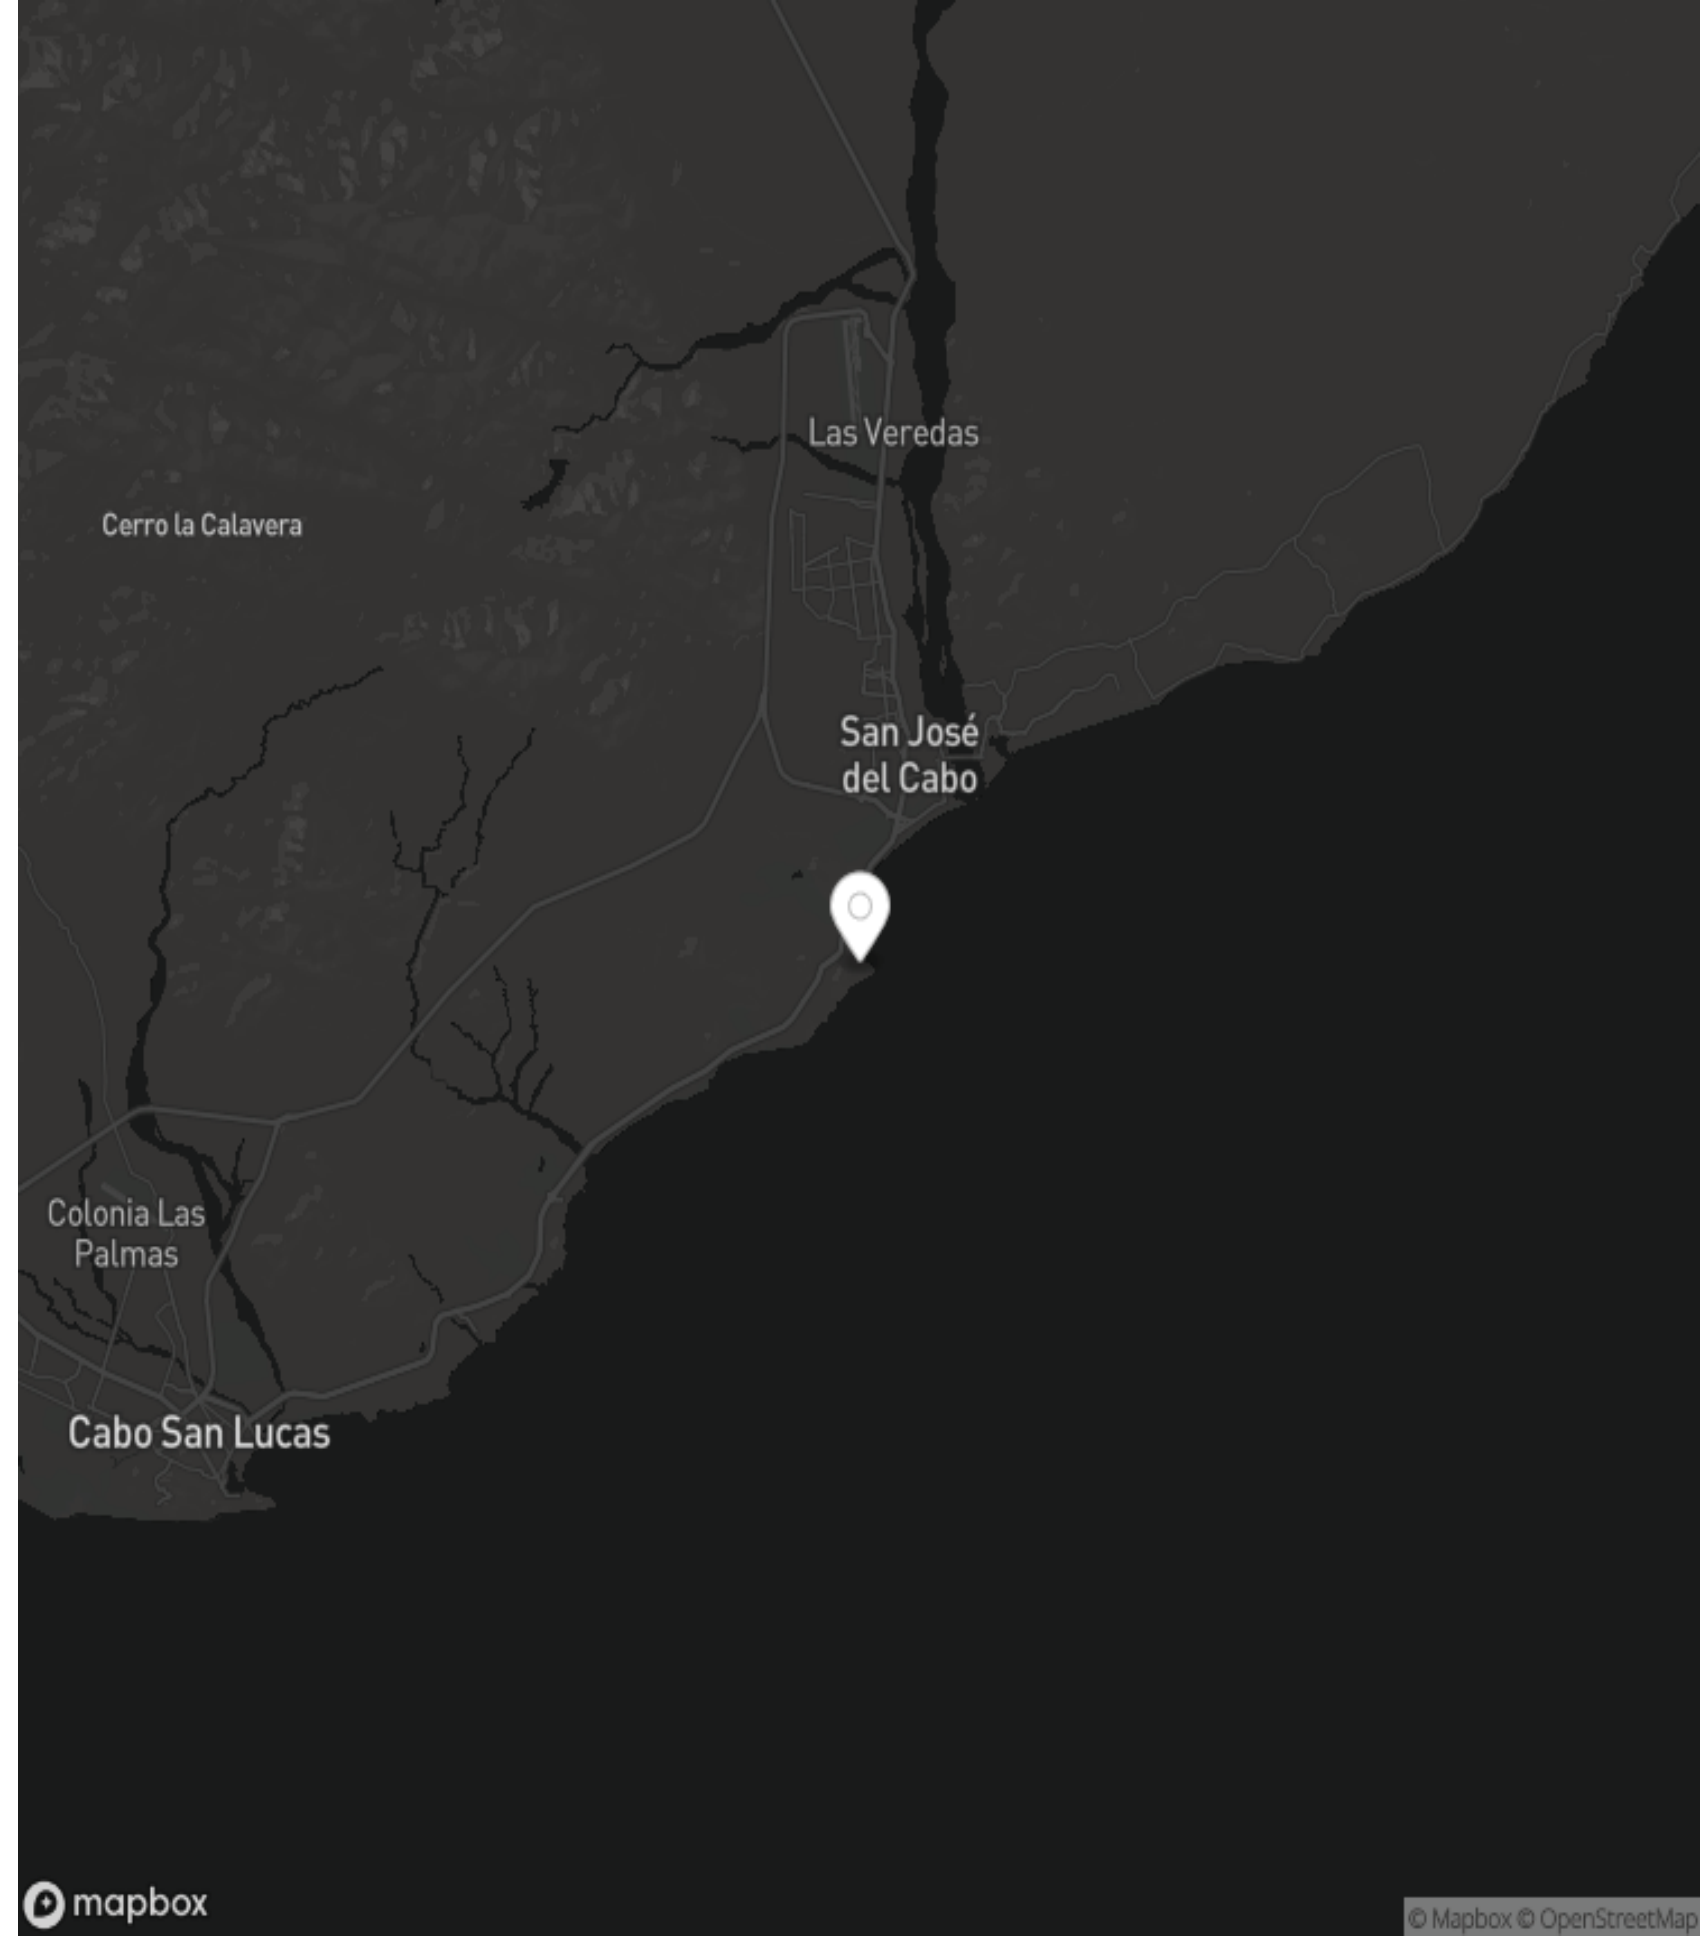 Las Veredas
Cerro la Calavera
San José
del Cabo
Colonia Las
Palmas
Cabo San Lucas
mapbox
© Mapbox © OpenStreetMap